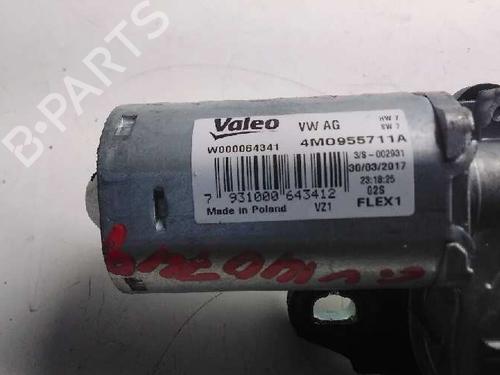 B-PARTS
Valeo VW AG HW 7
SW 7
W000064341 4M0955711A
3/S-002931
30/03/2017
23:18:25
7 931000 643412 02S
Made in Poland VZ1 FLEX1